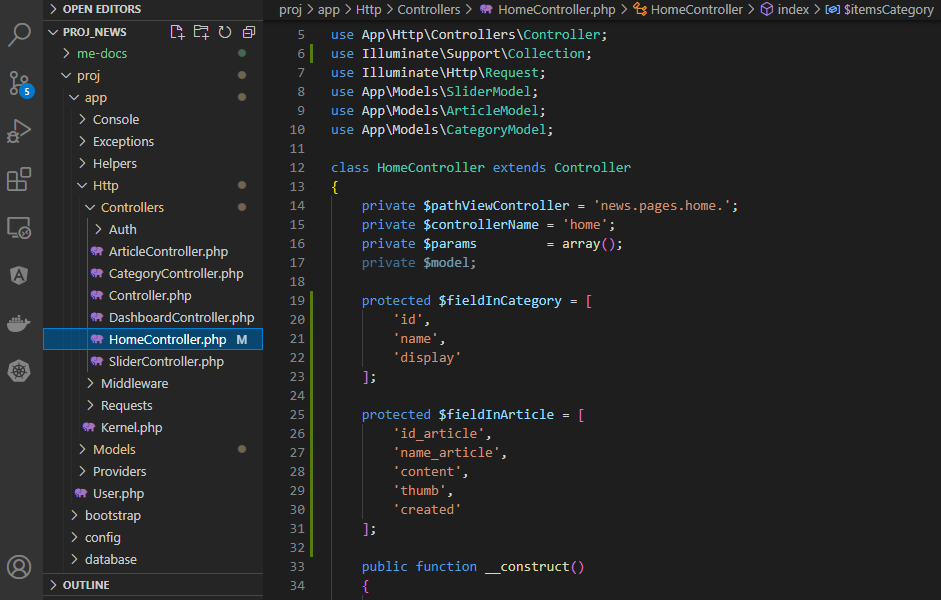 OPEN EDITORS
PROJ_NEWS
me-docs
proj
app
Console
Exceptions
Helpers
Http
Controllers
Auth
ArticleController.php
CategoryController.php
Controller.php
DashboardController.php
HomeController.php M
SliderController.php
Middleware
Requests
Kernel.php
Models
Providers
User.php
bootstrap
config
database
OUTLINE
5
proj > app > Http > Controllers > HomeController.php > HomeController > index > $itemsCategory
5 use App\Http\Controllers\Controller;
6 use Illuminate\Support\Collection;
7 use Illuminate\Http\Request;
8 use App\Models\SliderModel;
9 use App\Models\ArticleModel;
10 use App\Models\CategoryModel;
11
12 class HomeController extends Controller
13 {
14     private $pathViewController = 'news.pages.home.';
15     private $controllerName = 'home';
16     private $params         = array();
17     private $model;
18
19     protected $fieldInCategory = [
20         'id',
21         'name',
22         'display'
23     ];
24
25     protected $fieldInArticle = [
26         'id_article',
27         'name_article',
28         'content',
29         'thumb',
30         'created'
31     ];
32
33     public function __construct()
34     {